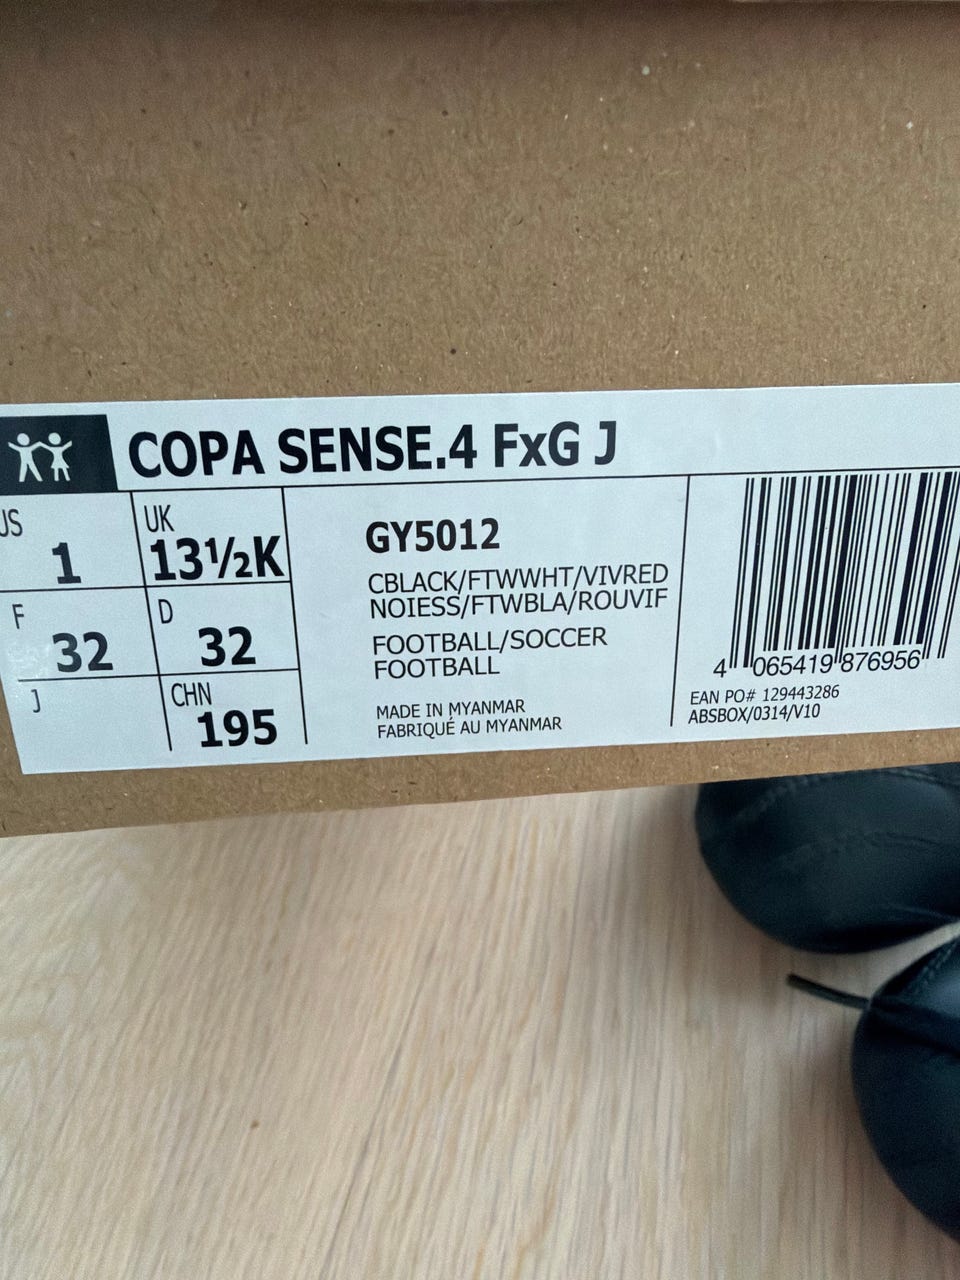 COPA SENSE.4 FxG J
US
1
UK
13½K
F
32
D
32
J
CHN
195
GY5012
CBLACK/FTWWHT/VIVRED
NOIESS/FTWBLA/ROUVIF
FOOTBALL/SOCCER
FOOTBALL
MADE IN MYANMAR
FABRIQUÉ AU MYANMAR
4 065419 876956
EAN PO# 129443286
ABSBOX/0314/V10